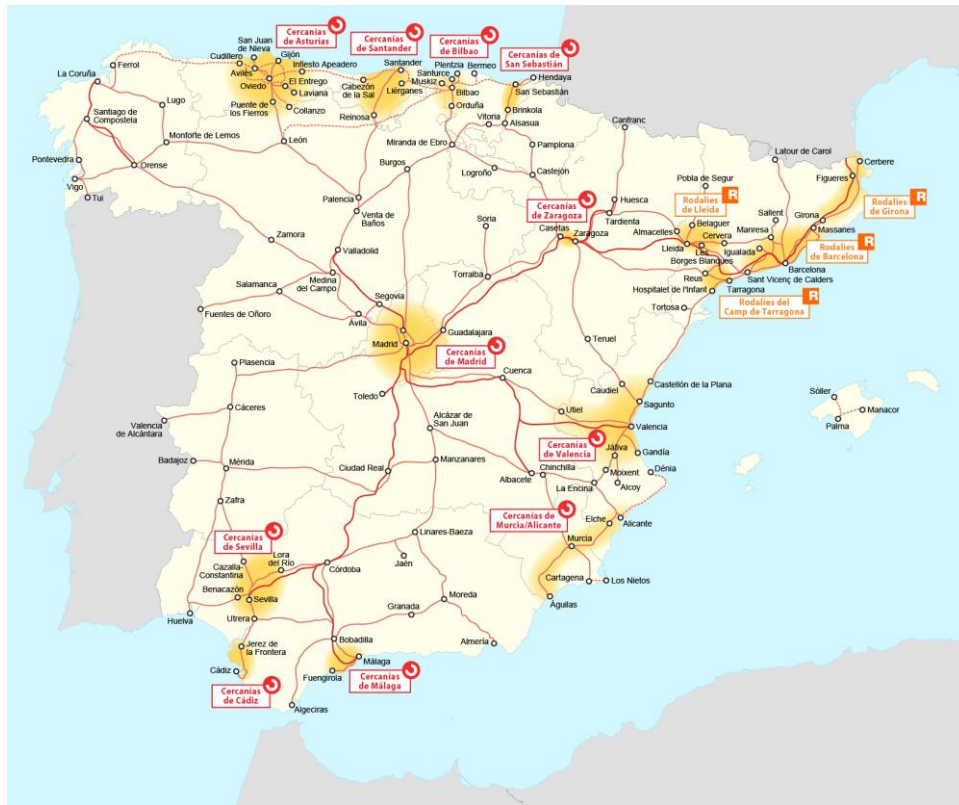 Cercanías
de Asturias
Cercanías
de Santander
Cercanías
de Bilbao
Cercanías de
San Sebastián
San Juan
de Nieva
Gijón
Cudillero
Ferrol
La Coruña
Avilés
Oviedo
Infiesto Apeadero
El Entrego
Laviana
Collanzo
Puente de
los Fierros
Santander
Cabezón
de la Sal
Liérganes
Reinosa
Plentzia
Bermeo
Santurce
Muskiz
Bilbao
Orduña
Hendaya
San Sebastián
Brinkola
Vitoria
Alsasua
Lugo
Santiago de
Compostela
Monforte de Lemos
León
Miranda de Ebro
Pamplona
Canfranc
Latour de Carol
Cerbere
Pontevedra
Orense
Vigo
Tui
Burgos
Logroño
Castejón
Pobla de Segur
Figueres
Palencia
Venta de
Baños
Soria
Cercanías
de Zaragoza
Casetas
Zaragoza
Huesca
Tardienta
Rodalies
de Lleida
R
Rodalies
de Girona
R
Almacelles
Balaguer
Cervera
Lleida
Les
Borges Blanques
Igualada
Manresa
Sallent
Girona
Massanes
Rodalies
de Barcelona
R
Barcelona
Sant Vicenç de Calders
Reus
Tarragona
Hospitalet de l'Infant
Tortosa
Rodalies del
Camp de Tarragona
R
Zamora
Valladolid
Medina
del Campo
Torralba
Salamanca
Segovia
Fuentes de Oñoro
Ávila
Madrid
Guadalajara
Cercanías
de Madrid
Teruel
Plasencia
Cuenca
Caudiel
Castellón de la Plana
Sagunto
Toledo
Utiel
Valencia
Sóller
Manacor
Palma
Cáceres
Valencia
de Alcántara
Alcázar de
San Juan
Cercanías
de Valencia
Játiva
Gandía
Badajoz
Mérida
Ciudad Real
Manzanares
Albacete
Chinchilla
Moixent
Dénia
La Encina
Alcoy
Zafra
Cercanías de
Murcia/Alicante
Elche
Alicante
Cercanías
de Sevilla
Linares-Baeza
Murcia
Cazalla-
Constantina
Lora
del Río
Córdoba
Jaén
Cartagena
Los Nietos
Benacazón
Sevilla
Moreda
Águilas
Huelva
Utrera
Granada
Bobadilla
Almería
Jerez de
la Frontera
Málaga
Cádiz
Fuengirola
Cercanías
de Málaga
Cercanías
de Cádiz
Algeciras